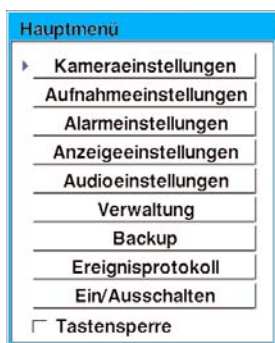 Hauptmenü
Kameraeinstellungen
Aufnahmeeinstellungen
Alarmeinstellungen
Anzeigeeinstellungen
Audioeinstellungen
Verwaltung
Backup
Ereignisprotokoll
Ein/Ausschalten
Tastensperre